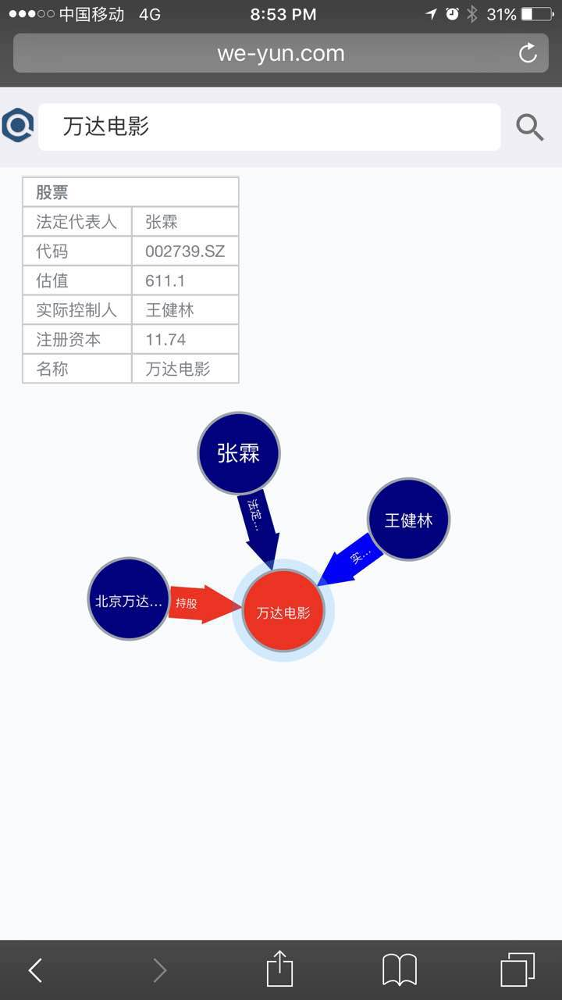 中国移动 4G 8:53 PM 31%
we-yun.com
万达电影
股票
法定代表人 张霖
代码 002739.SZ
估值 611.1
实际控制人 王健林
注册资本 11.74
名称 万达电影
张霖
法定...
王健林
实...
北京万达...
持股
万达电影